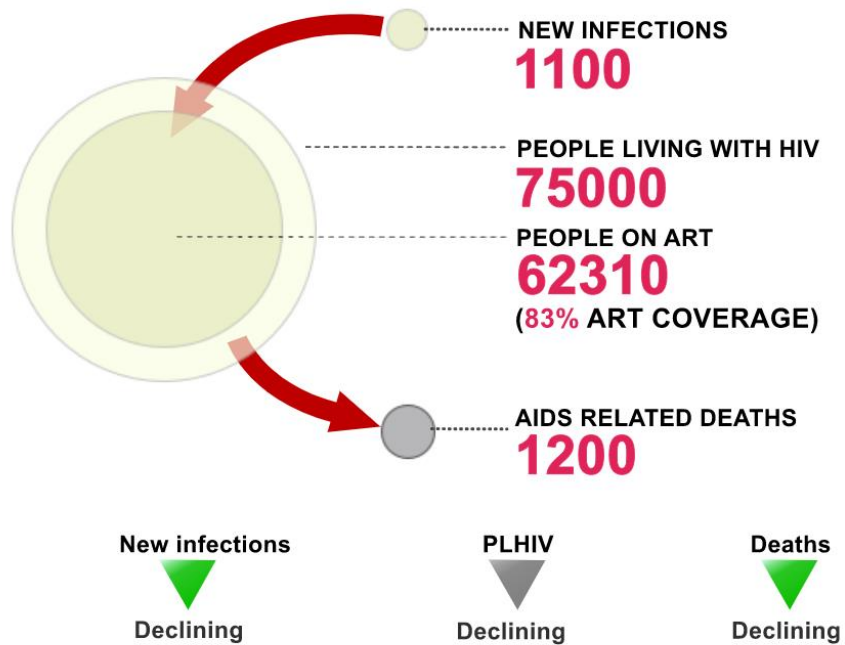 NEW INFECTIONS
1100
PEOPLE LIVING WITH HIV
75000
PEOPLE ON ART
62310
(83% ART COVERAGE)
AIDS RELATED DEATHS
1200
New infections
PLHIV
Deaths
Declining
Declining
Declining